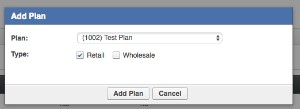 Add Plan
Plan: (1002) Test Plan
Type: Retail Wholesale
Add Plan Cancel